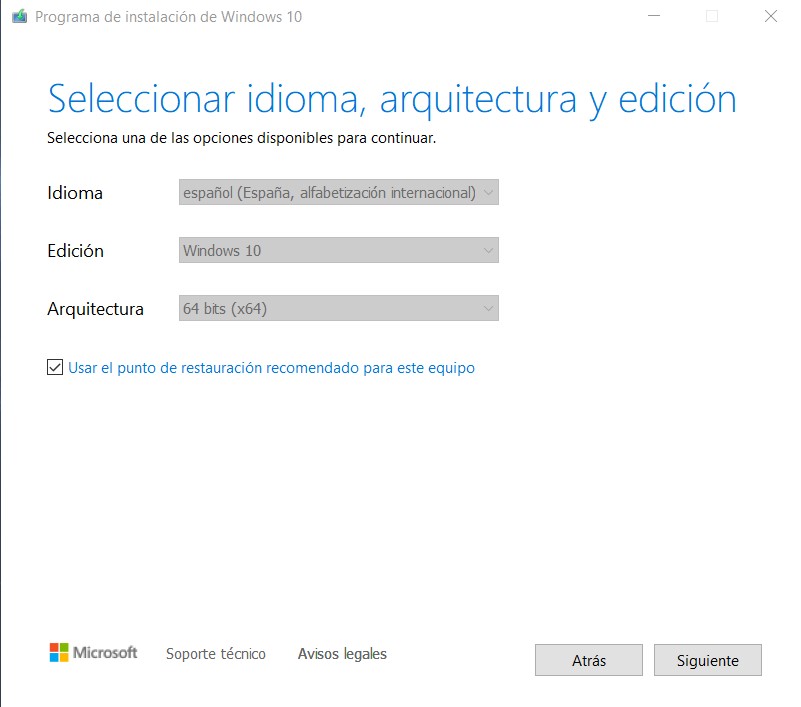 Programa de instalación de Windows 10
Seleccionar idioma, arquitectura y edición
Selecciona una de las opciones disponibles para continuar.
Idioma español (España, alfabetización internacional)
Edición Windows 10
Arquitectura 64 bits (x64)
Usar el punto de restauración recomendado para este equipo
Microsoft Soporte técnico Avisos legales Atrás Siguiente